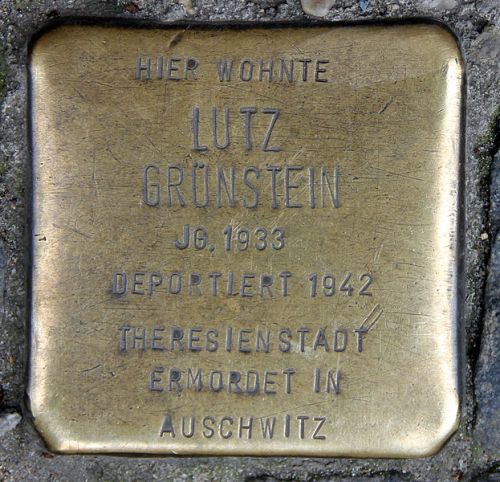 HIER WOHNTE
LUTZ
GRÜNSTEIN
JG. 1933
DEPORTIERT 1942
THERESIENSTADT
ERMORDET IN
AUSCHWITZ